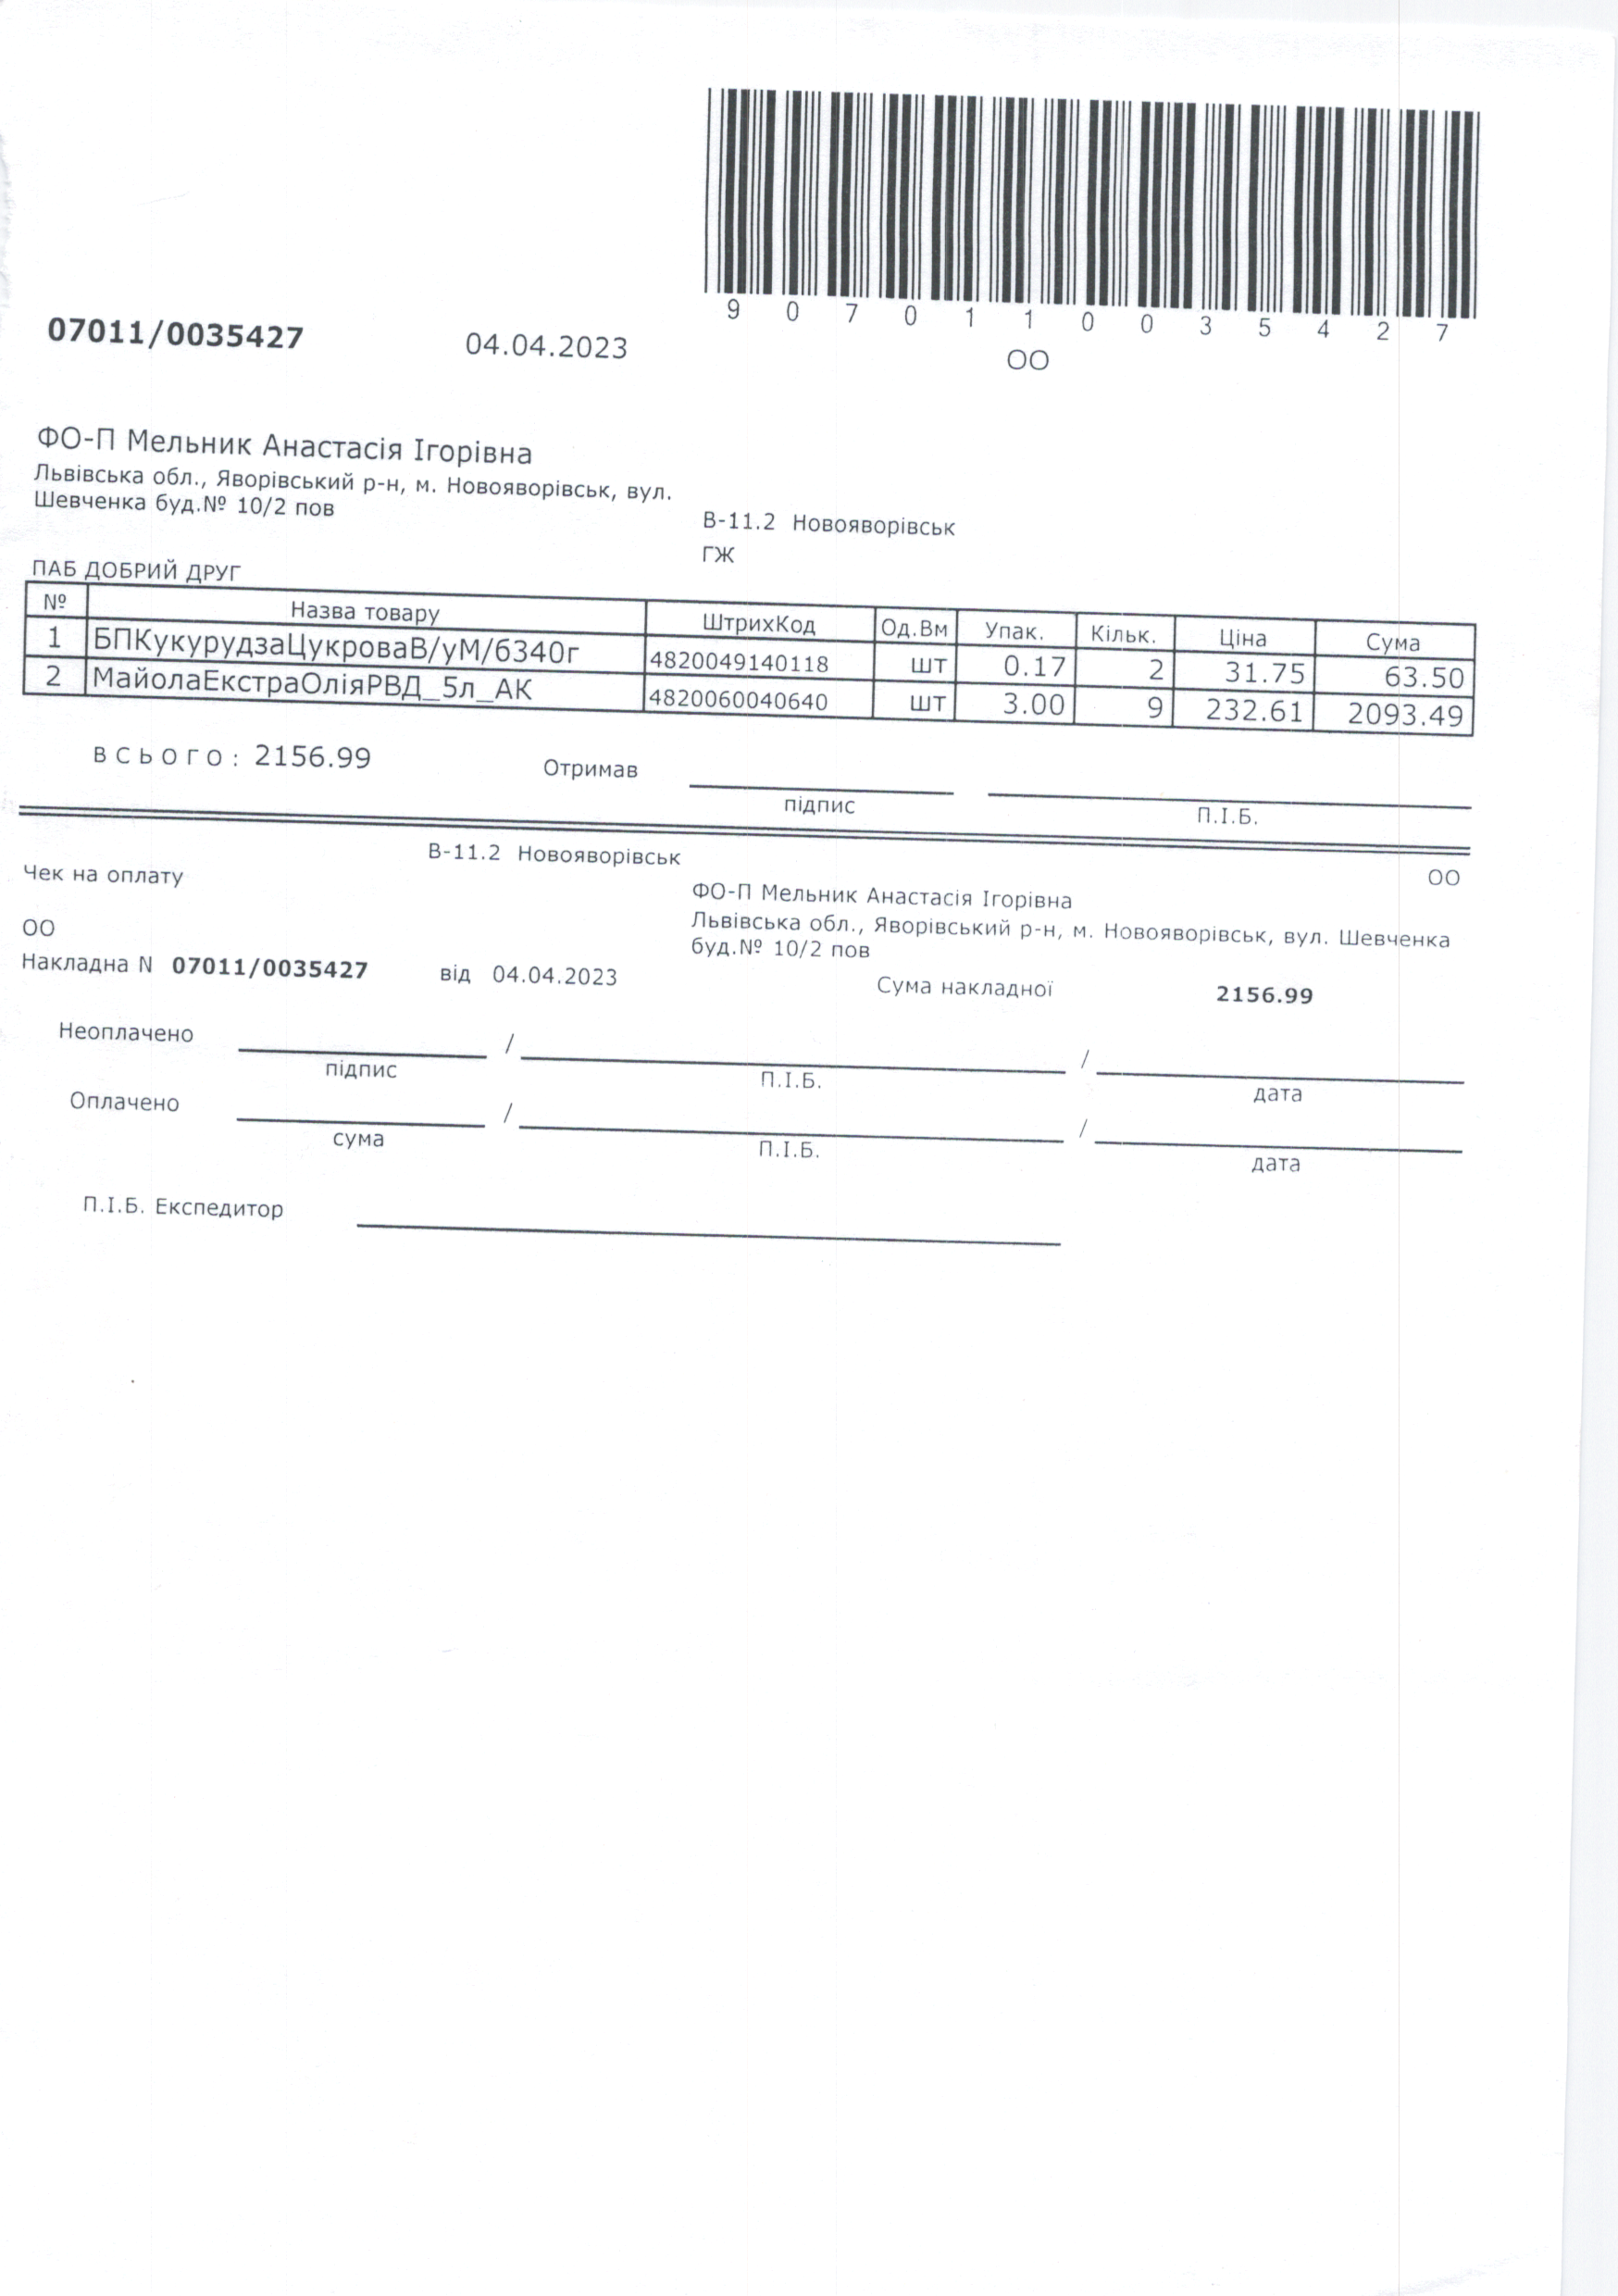 9 0 7 0 1 1 0 0 3 5 4 2 7
07011/0035427 04.04.2023 ОО
ФО-П Мельник Анастасія Ігорівна
Львівська обл., Яворівський р-н, м. Новояворівськ, вул.
Шевченка буд.№ 10/2 пов
В-11.2 Новояворівськ
ГЖ
ПАБ ДОБРИЙ ДРУГ
№ Назва товару ШтрихКод Од.Вм Упак. Кільк. Ціна Сума
1 БПКукурудзаЦукроваВ/уМ/б340г 4820049140118 шт 0.17 2 31.75 63.50
2 МайолаЕкстраОліяРВД_5л_АК 4820060040640 шт 3.00 9 232.61 2093.49
В С Ь О Г О : 2156.99 Отримав
підпис П.І.Б.
В-11.2 Новояворівськ
Чек на оплату ОО
ФО-П Мельник Анастасія Ігорівна
Львівська обл., Яворівський р-н, м. Новояворівськ, вул. Шевченка
буд.№ 10/2 пов
ОО
Накладна N 07011/0035427 від 04.04.2023 Сума накладної 2156.99
Неоплачено / /
підпис П.І.Б. дата
Оплачено / /
сума П.І.Б. дата
П.І.Б. Експедитор